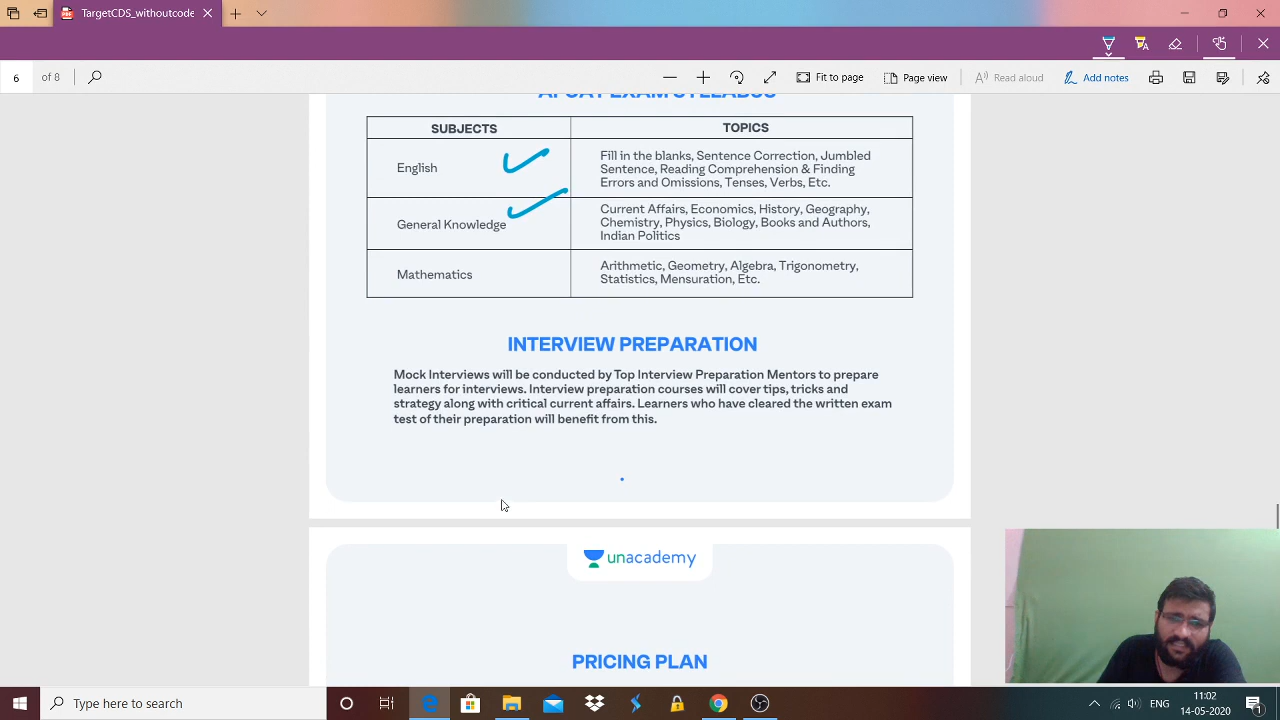 TargetCDS_withoutcode
6 of 8
Fit to page
Page view
Read aloud
Add notes
AFCAT EXAM SYLLABUS
SUBJECTS
TOPICS
English
Fill in the blanks, Sentence Correction, Jumbled
Sentence, Reading Comprehension & Finding
Errors and Omissions, Tenses, Verbs, Etc.
General Knowledge
Current Affairs, Economics, History, Geography,
Chemistry, Physics, Biology, Books and Authors,
Indian Politics
Mathematics
Arithmetic, Geometry, Algebra, Trigonometry,
Statistics, Mensuration, Etc.
INTERVIEW PREPARATION
Mock Interviews will be conducted by Top Interview Preparation Mentors to prepare
learners for interviews. Interview preparation courses will cover tips, tricks and
strategy along with critical current affairs. Learners who have cleared the written exam
test of their preparation will benefit from this.
unacademy
PRICING PLAN
Type here to search
ENG
11:02
14-05-2020